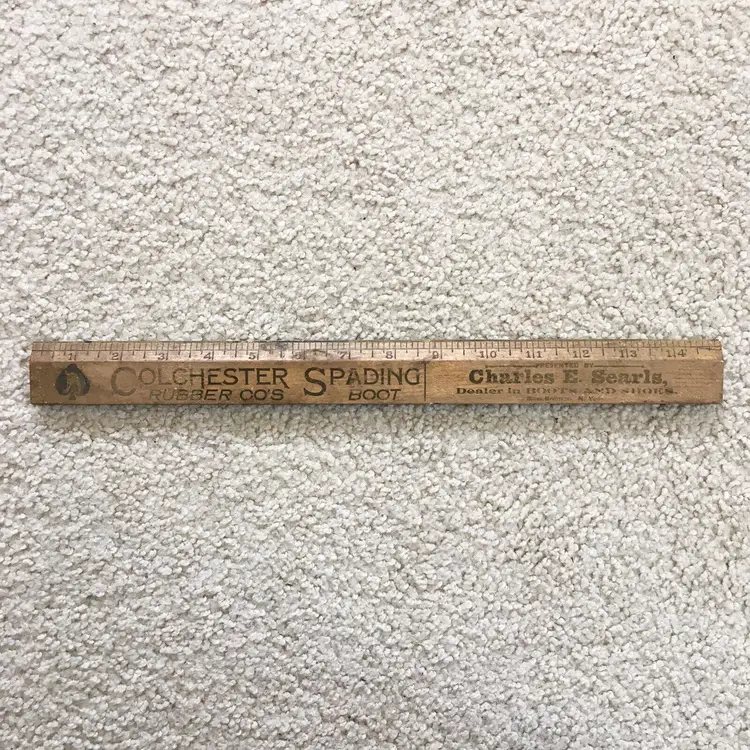 1 2 3 4 5 6 7 8 9 10 11 12 13 14
COLCHESTER SPADING
RUBBER CO'S BOOT
PRESENTED BY
Charles E. Searls,
Dealer in BOOTS AND SHOES.